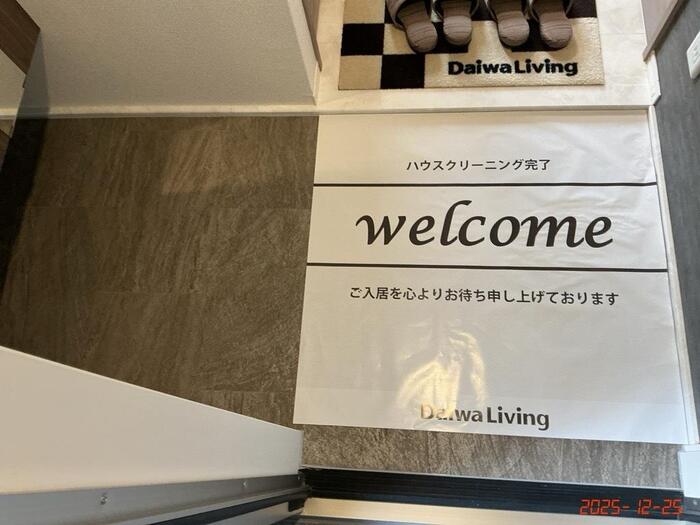 Daiwa Living
ハウスクリーニング完了
welcome
ご入居を心よりお待ち申し上げております
Daiwa Living
2025-12-25